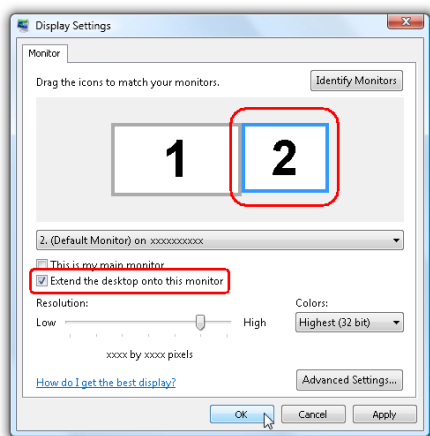 Display Settings
Monitor
Drag the icons to match your monitors.
Identify Monitors
1
2
2. (Default Monitor) on xxxxxxxxxx
This is my main monitor
Extend the desktop onto this monitor
Resolution:
Colors:
Low
High
Highest (32 bit)
xxxx by xxxx pixels
How do I get the best display?
Advanced Settings...
OK
Cancel
Apply